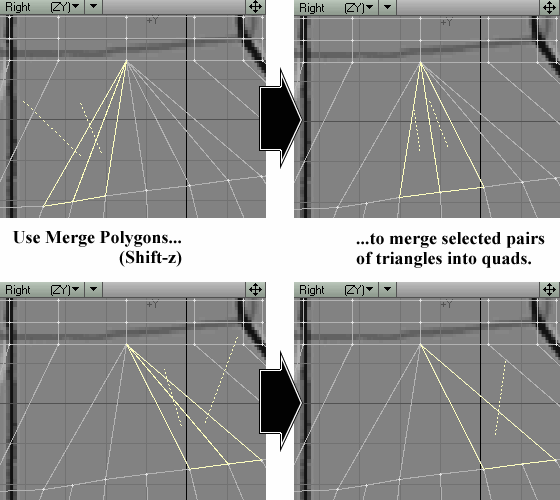 Right (ZY)
Right (ZY)
+Y
Use Merge Polygons...
(Shift-z)
...to merge selected pairs
of triangles into quads.
Right (ZY)
Right (ZY)
+Y
+Y